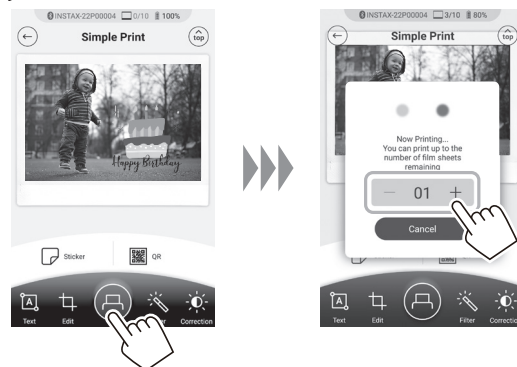 INSTAX-22P00004 0/10 100%
Simple Print
top
Happy Birthday
Sticker
QR
A
Text
Edit
Correction
INSTAX-22P00004 3/10 80%
Simple Print
top
Now Printing...
You can print up to the
number of film sheets
remaining
01
Cancel
A
Text
Edit
Filter